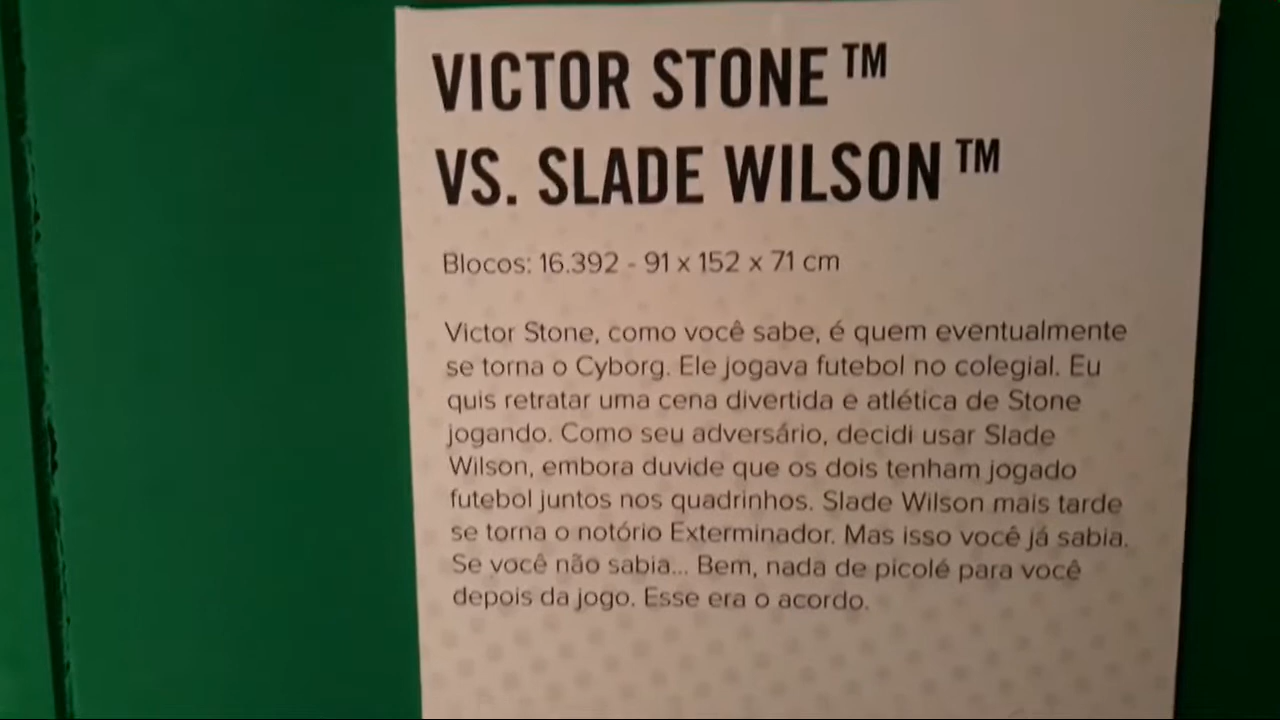 VICTOR STONE™
VS. SLADE WILSON™
Blocos: 16.392 - 91 x 152 x 71 cm
Victor Stone, como você sabe, é quem eventualmente
se torna o Cyborg. Ele jogava futebol no colegial. Eu
quis retratar uma cena divertida e atlética de Stone
jogando. Como seu adversário, decidi usar Slade
Wilson, embora duvide que os dois tenham jogado
futebol juntos nos quadrinhos. Slade Wilson mais tarde
se torna o notório Exterminador. Mas isso você já sabia.
Se você não sabia... Bem, nada de picolé para você
depois da jogo. Esse era o acordo.